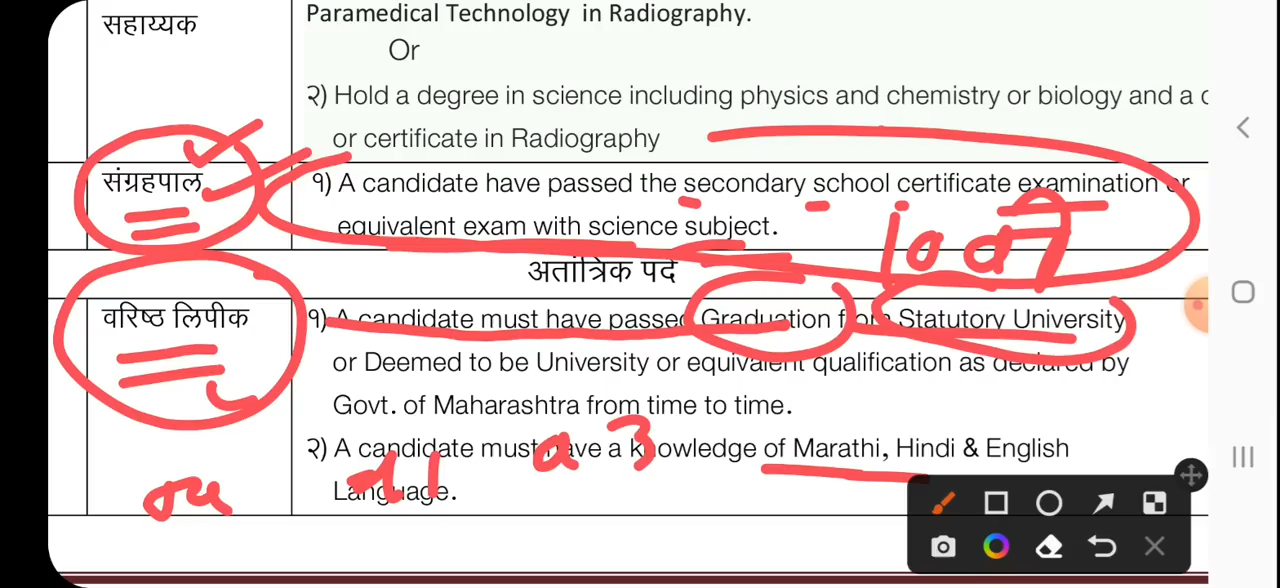 सहाय्यक
Paramedical Technology in Radiography.
Or
२) Hold a degree in science including physics and chemistry or biology and a
or certificate in Radiography
संग्रहपाल
१) A candidate have passed the secondary school certificate examination or
equivalent exam with science subject.
अतांत्रिक पदे
वरिष्ठ लिपीक
१) A candidate must have passed Graduation from Statutory University
or Deemed to be University or equivalent qualification as declared by
Govt. of Maharashtra from time to time.
२) A candidate must have a knowledge of Marathi, Hindi & English
Language.